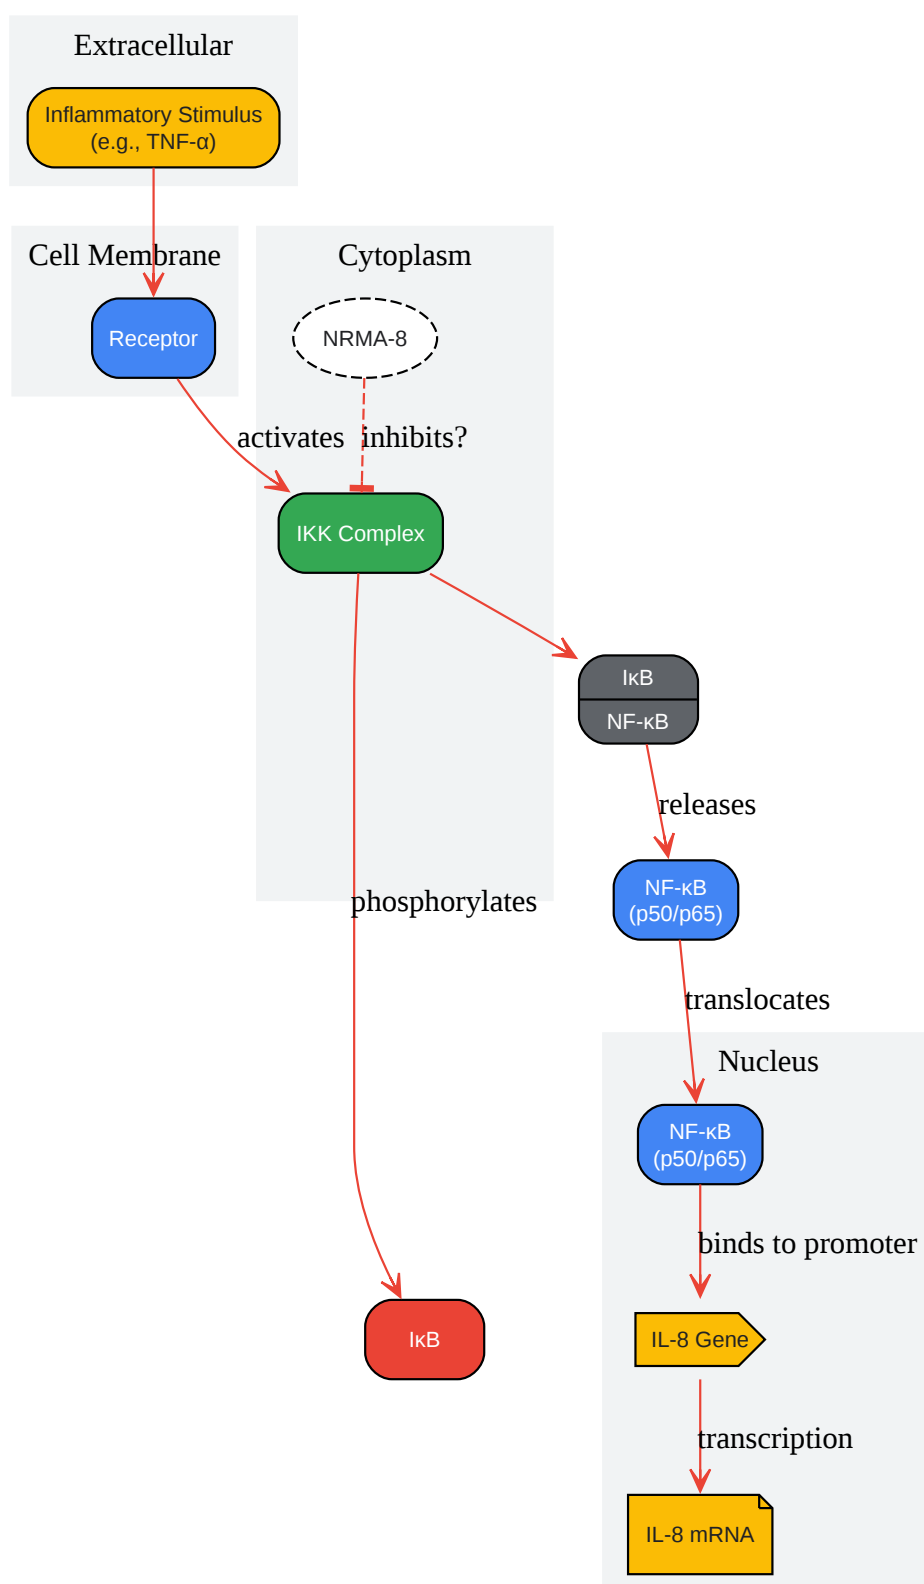 Extracellular
Inflammatory Stimulus
(e.g., TNF-α)
Cell Membrane
Cytoplasm
Receptor
NRMA-8
activates
inhibits?
IKK Complex
IκB
NF-κB
releases
NF-κB
(p50/p65)
phosphorylates
translocates
Nucleus
NF-κB
(p50/p65)
binds to promoter
IκB
IL-8 Gene
transcription
IL-8 mRNA